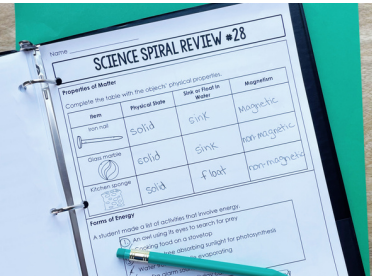 Name
SCIENCE SPIRAL REVIEW #28
Properties of Matter
Complete the table with the objects' physical properties.
Item Physical State Sink or Float in Water Magnetism
Iron nail solid sink Magnetic
Glass marble solid sink non-magnetic
Kitchen sponge solid float non-magnetic
Forms of Energy
A student made a list of activities that involve energy.
1 An owl using its eyes to search for prey
Cooking food on a stovetop
absorbing sunlight for photosynthesis
Water evaporating